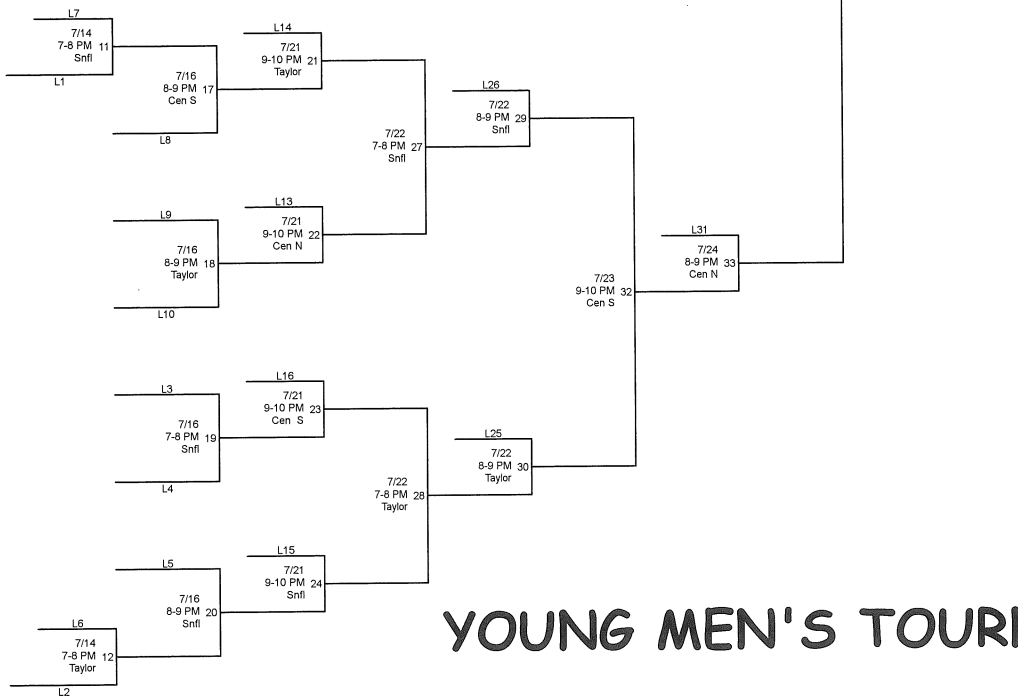 L7
7/14
7-8 PM 11
Snfl
L1
7/16
8-9 PM 17
Cen S
L8
L14
7/21
9-10 PM 21
Taylor
7/22
7-8 PM 27
Snfl
L26
7/22
8-9 PM 29
Snfl
L9
7/16
8-9 PM 18
Taylor
L10
L13
7/21
9-10 PM 22
Cen N
L31
7/24
8-9 PM 33
Cen N
7/23
9-10 PM 32
Cen S
L3
7/16
7-8 PM 19
Snfl
L4
L16
7/21
9-10 PM 23
Cen S
7/22
7-8 PM 28
Taylor
L25
7/22
8-9 PM 30
Taylor
L5
7/16
8-9 PM 20
Snfl
L15
7/21
9-10 PM 24
Snfl
L6
7/14
7-8 PM 12
Taylor
L2
YOUNG MEN'S TOUR